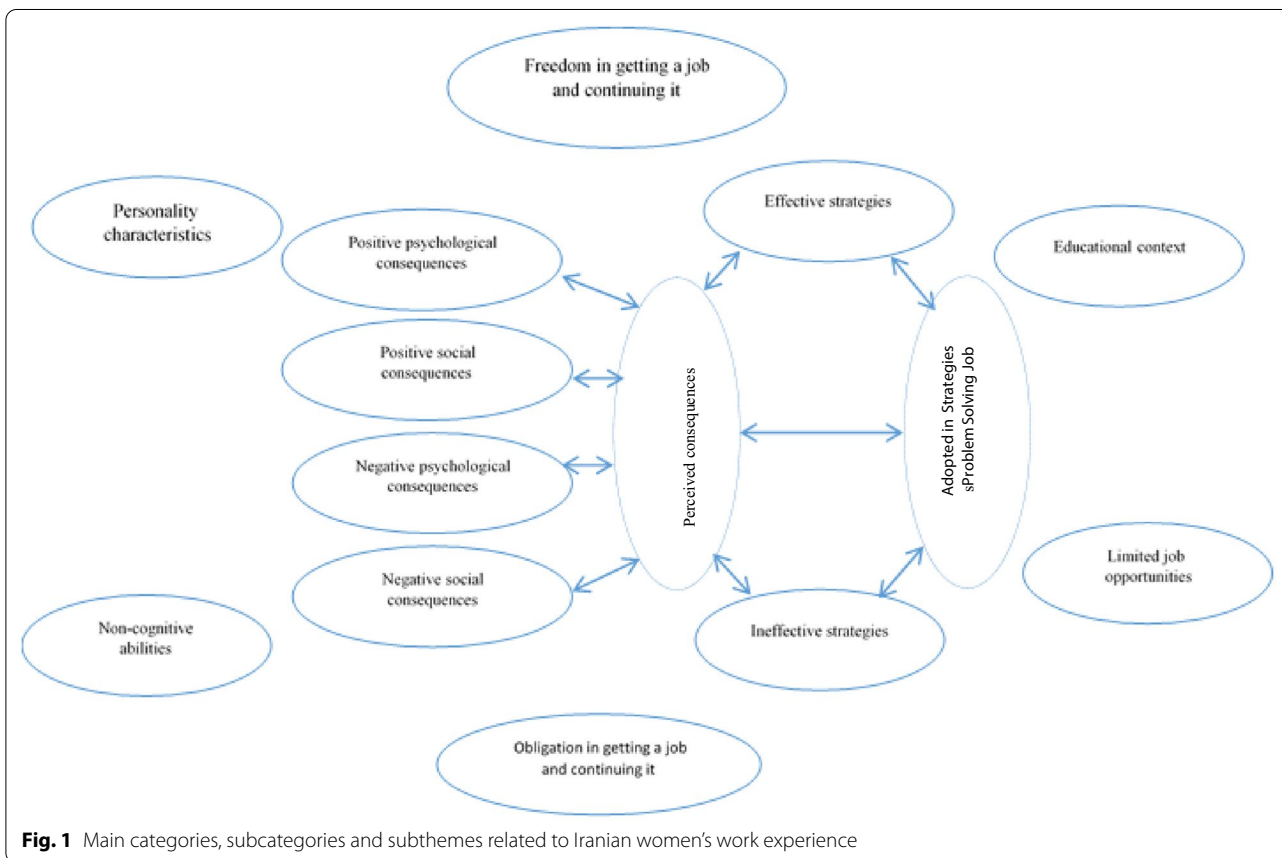 Freedom in getting a job
and continuing it
Personality
characteristics
Effective strategies
Educational context
Positive psychological
consequences
Positive social
consequences
Perceived consequences
Adopted in Strategies
sProblem Solving Job
Negative psychological
consequences
Negative social
consequences
Limited job
opportunities
Non-cognitive
abilities
Ineffective strategies
Obligation in getting a job
and continuing it
Fig. 1 Main categories, subcategories and subthemes related to Iranian women’s work experience